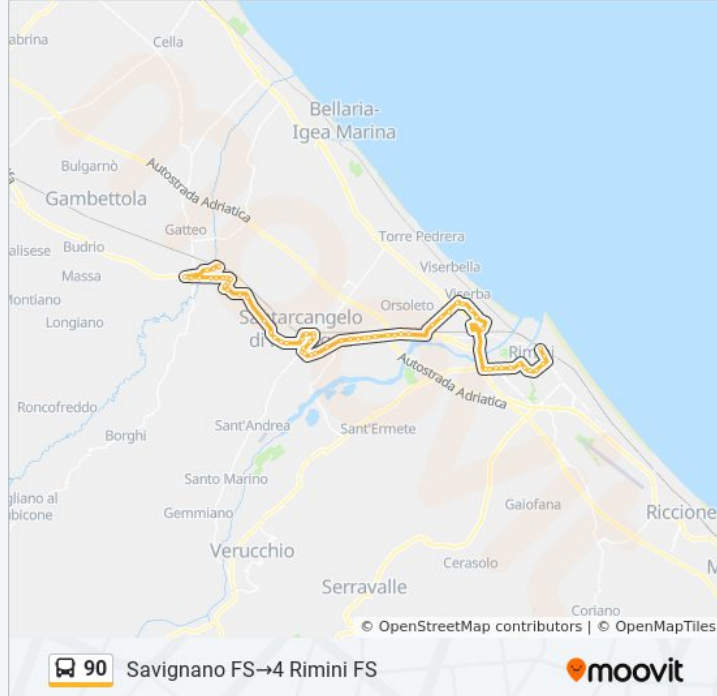 abrina
Cella
Bellaria-
Igea Marina
Bulgarnò
Autostrada Adriatica
Gambettola
Gatteo
Torre Pedrera
alisese
Budrio
Viserbella
Massa
Orsoleto
Viserba
Montiano
Santarcangelo
Longiano
Rimini
Autostrada Adriatica
Roncofreddo
Borghi
Sant'Andrea
Sant'Ermete
Santo Marino
gliano al
bicone
Gemmiano
Gaiofana
Riccione
Verucchio
Cerasolo
M
Serravalle
Coriano
© OpenStreetMap contributors | © OpenMapTiles
90
Savignano FS→4 Rimini FS
moovit